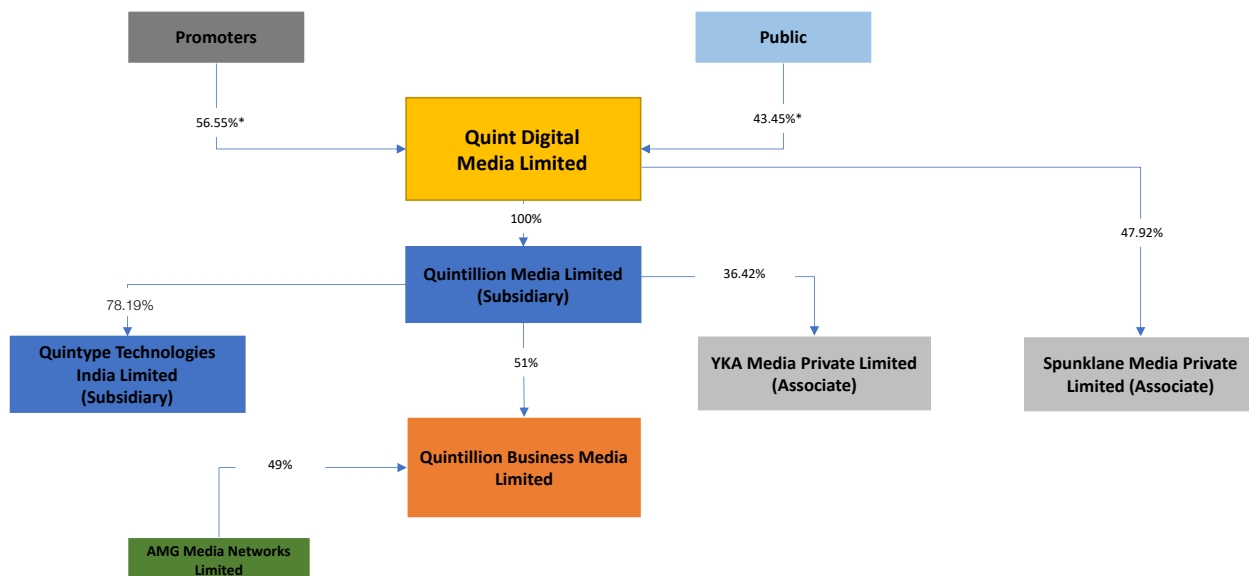 Promoters
Public
56.55%*
43.45%*
Quint Digital
Media Limited
100%
47.92%
Quintillion Media Limited
(Subsidiary)
36.42%
78.19%
Quintype Technologies
India Limited
(Subsidiary)
51%
YKA Media Private Limited
(Associate)
Spunklane Media Private
Limited (Associate)
Quintillion Business Media
Limited
49%
AMG Media Networks
Limited